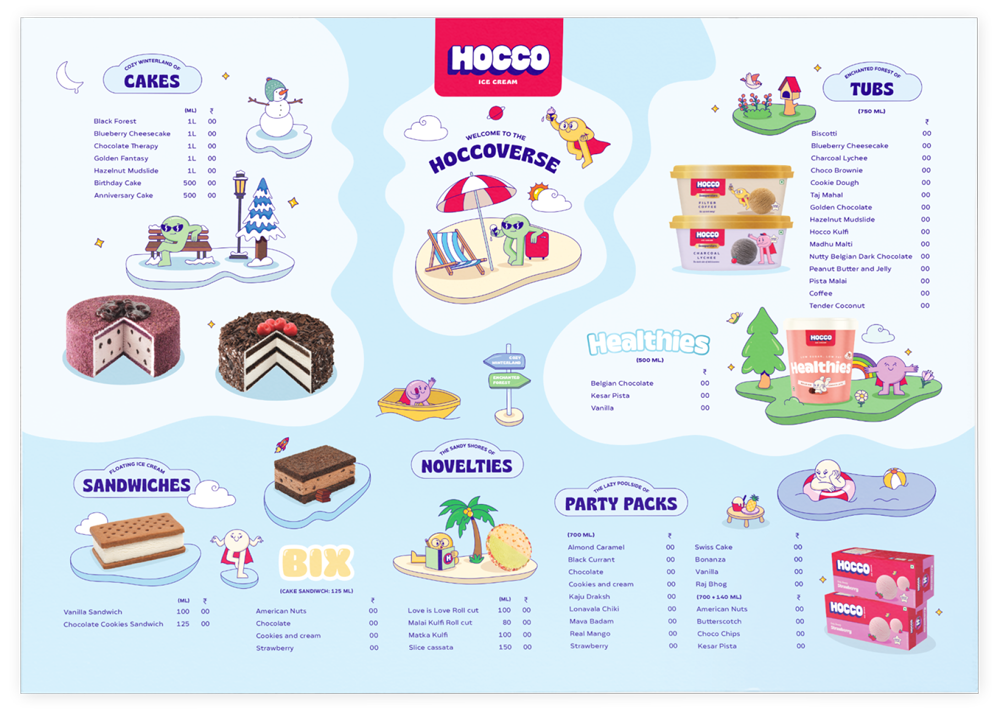 HOCCO
ICE CREAM
WELCOME TO THE
HOCCOVERSE
COZY WINTERLAND OF
CAKES
(ML) ₹
Black Forest 1L 00
Blueberry Cheesecake 1L 00
Chocolate Therapy 1L 00
Golden Fantasy 1L 00
Hazelnut Mudslide 1L 00
Birthday Cake 500 00
Anniversary Cake 500 00
ENCHANTED FOREST OF
TUBS
(750 ML)
₹
Biscotti 00
Blueberry Cheesecake 00
Charcoal Lychee 00
Choco Brownie 00
Cookie Dough 00
Taj Mahal 00
Golden Chocolate 00
Hazelnut Mudslide 00
Hocco Kulfi 00
Madhu Malti 00
Nutty Belgian Dark Chocolate 00
Peanut Butter and Jelly 00
Pista Malai 00
Coffee 00
Tender Coconut 00
HOCCO
FILTER
COFFEE
HOCCO
CHARCOAL
LYCHEE
Healthies
(500 ML)
₹
Belgian Chocolate 00
Kesar Pista 00
Vanilla 00
HOCCO
Healthies
COZY
WINTERLAND
ENCHANTED
FOREST
FLOATING ICE CREAM
SANDWICHES
(ML) ₹
Vanilla Sandwich 100 00
Chocolate Cookies Sandwich 125 00
BIX
(CAKE SANDIWCH: 125 ML)
₹
American Nuts 00
Chocolate 00
Cookies and cream 00
Strawberry 00
THE SANDY SHORES OF
NOVELTIES
H
(ML) ₹
Love is Love Roll cut 100 00
Malai Kulfi Roll cut 80 00
Matka Kulfi 100 00
Slice cassata 150 00
THE LAZY POOLSIDE OF
PARTY PACKS
(700 ML) ₹
Almond Caramel 00
Black Currant 00
Chocolate 00
Cookies and cream 00
Kaju Draksh 00
Lonavala Chiki 00
Mava Badam 00
Real Mango 00
Strawberry 00
₹
Swiss Cake 00
Bonanza 00
Vanilla 00
Raj Bhog 00
(700 + 140 ML) ₹
American Nuts 00
Butterscotch 00
Choco Chips 00
Kesar Pista 00
HOCCO
HOCCO